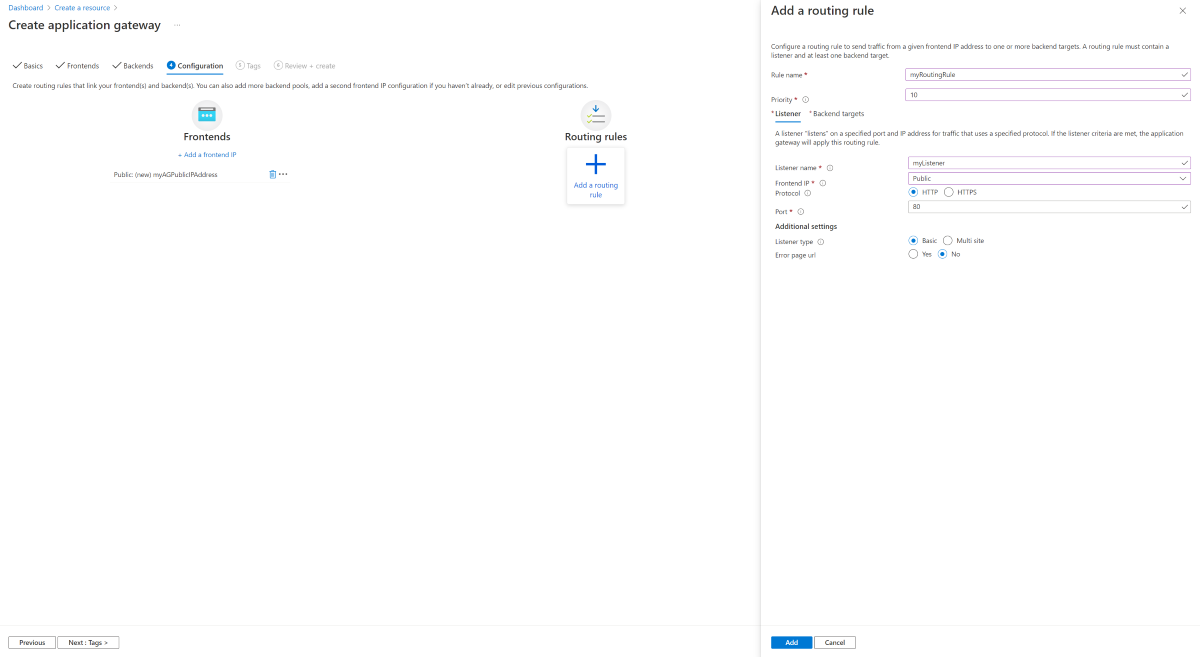 Dashboard > Create a resource >
Create application gateway ...
Basics Frontends Backends 4 Configuration 5 Tags 6 Review + create
Create routing rules that link your frontend(s) and backend(s). You can also add more backend pools, add a second frontend IP configuration if you haven't already, or edit previous configurations.
Frontends
+ Add a frontend IP
Public: (new) myAGPublicIPAddress
Routing rules
Add a routing
rule
Previous
Next : Tags >
Add a routing rule
Configure a routing rule to send traffic from a given frontend IP address to one or more backend targets. A routing rule must contain a
listener and at least one backend target.
Rule name * myRoutingRule
Priority * 10
* Listener * Backend targets
A listener "listens" on a specified port and IP address for traffic that uses a specified protocol. If the listener criteria are met, the application
gateway will apply this routing rule.
Listener name * myListener
Frontend IP * Public
Protocol HTTP HTTPS
Port * 80
Additional settings
Listener type Basic Multi site
Error page url Yes No
Add
Cancel